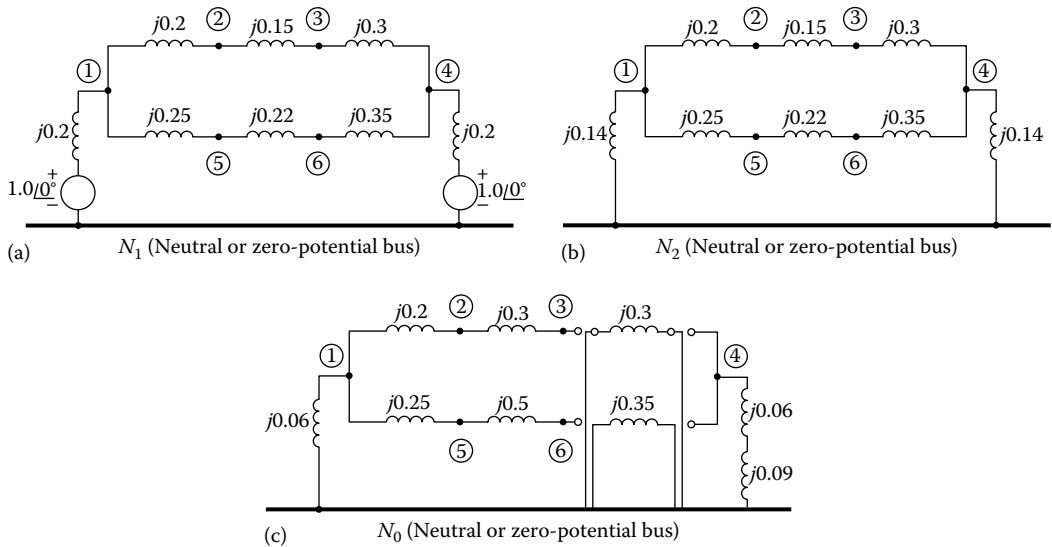 ② ③
j0.2 j0.15 j0.3
① ④
j0.25 j0.22 j0.35
j0.2 j0.2
⑤ ⑥
+ +
1.0/0° 1.0/0°
− −
(a) N₁ (Neutral or zero-potential bus)
② ③
j0.2 j0.15 j0.3
① ④
j0.25 j0.22 j0.35
j0.14 j0.14
⑤ ⑥
(b) N₂ (Neutral or zero-potential bus)
② ③
j0.2 j0.3 j0.3
① ④
j0.25 j0.5 j0.35
j0.06 j0.06
⑤ ⑥
j0.09
(c) N₀ (Neutral or zero-potential bus)